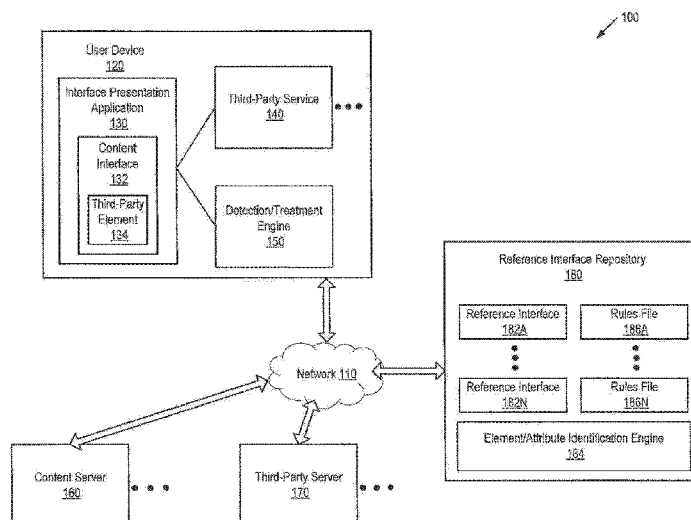 100
User Device
120
Interface Presentation
Application
130
Content
Interface
132
Third-Party
Element
134
Third-Party Service
140
Detection/Treatment
Engine
150
Reference Interface Repository
180
Reference Interface
182A
Rules File
186A
Reference Interface
182N
Rules File
186N
Element/Attribute Identification Engine
184
Network 110
Content Server
160
Third-Party Server
170